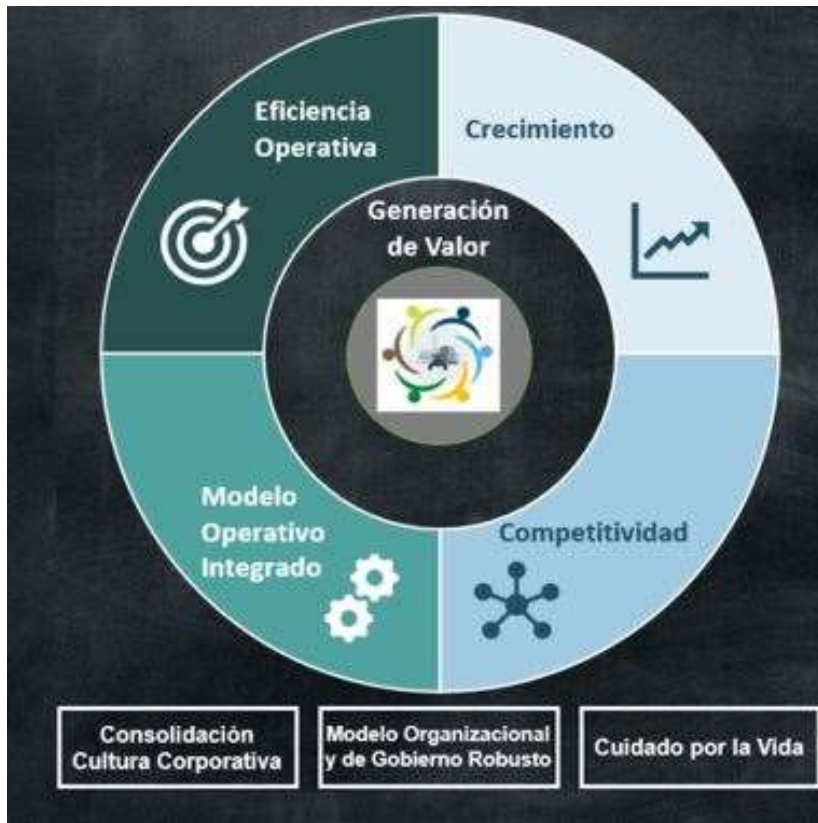 Eficiencia
Operativa
Crecimiento
Generación
de Valor
Modelo
Operativo
Integrado
Competitividad
Consolidación
Cultura Corporativa
Modelo Organizacional
y de Gobierno Robusto
Cuidado por la Vida